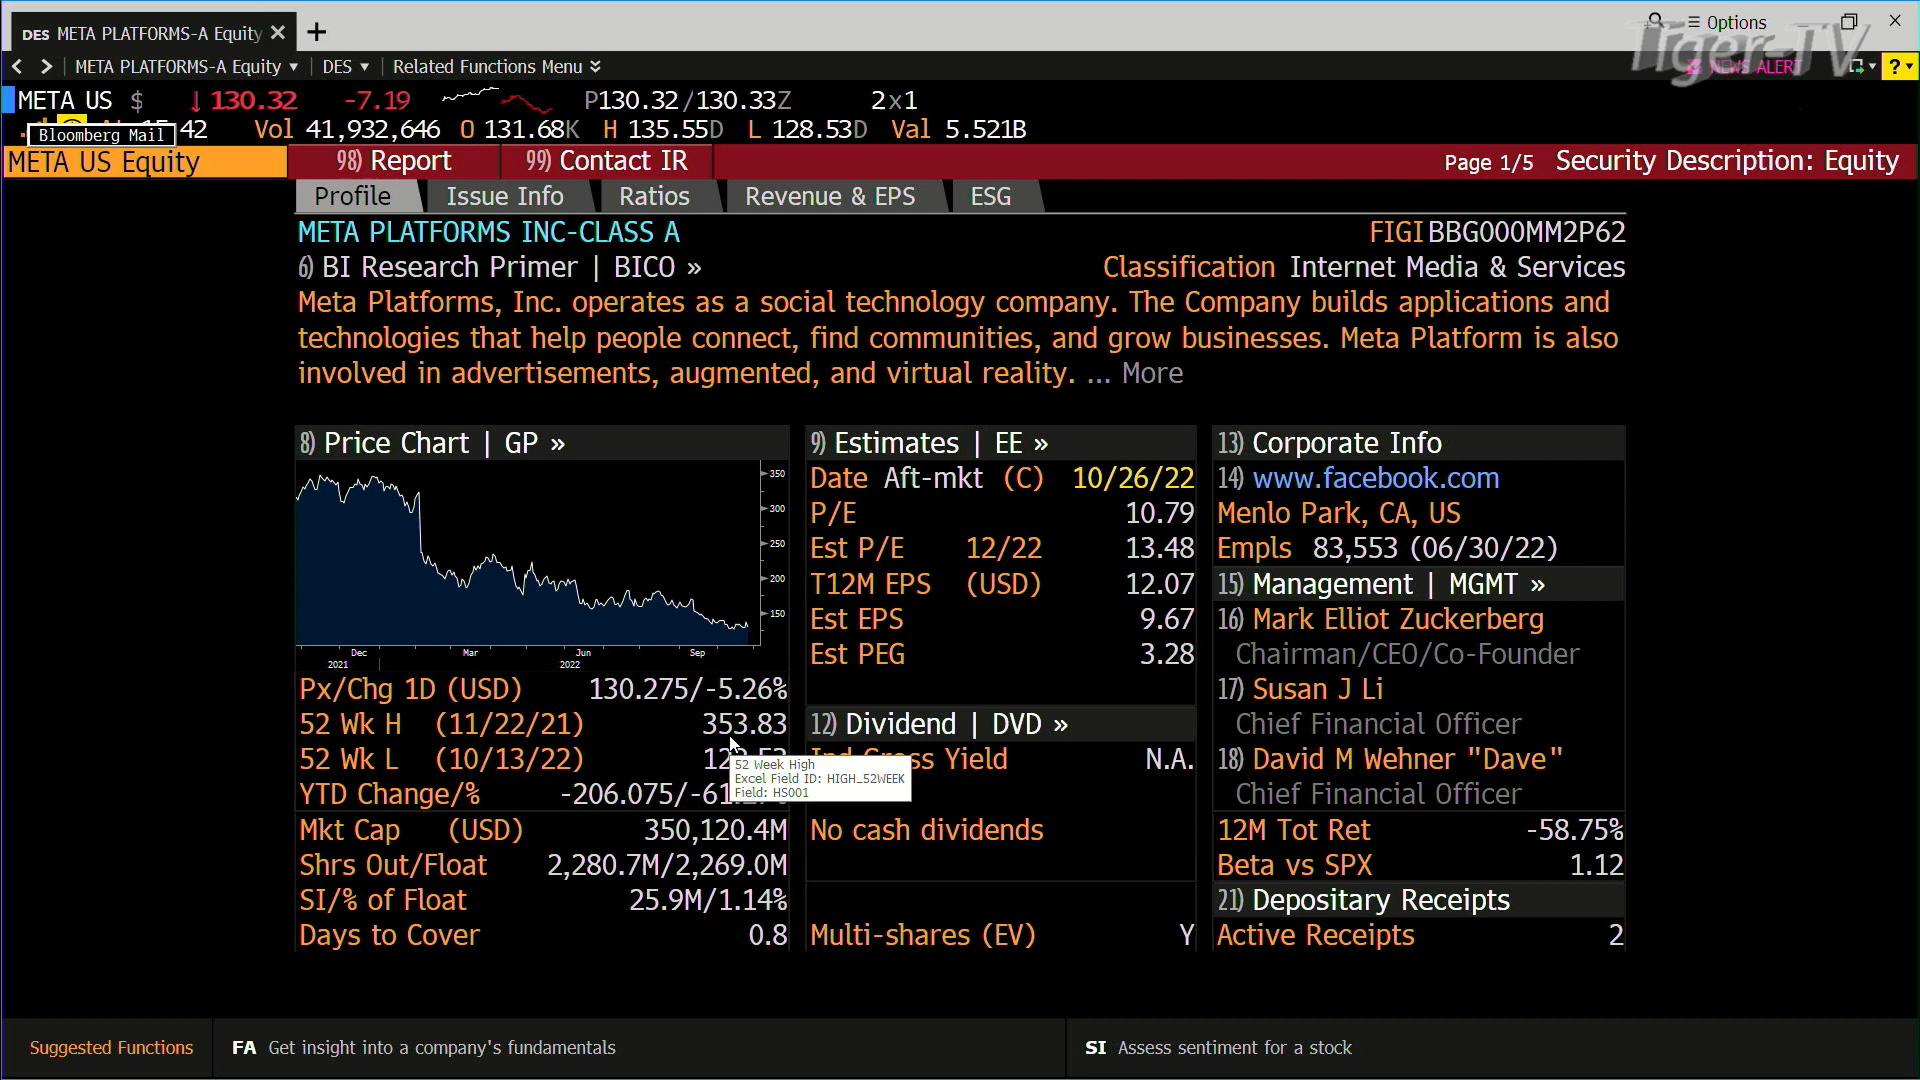 DES META PLATFORMS-A Equity
Options
META PLATFORMS-A Equity
DES
Related Functions Menu
NEWS ALERT
Tiger-TV
?
META US $ ↓130.32 -7.19 P130.32/130.33Z 2x1
Bloomberg Mail
42 Vol 41,932,646 O 131.68K H 135.55D L 128.53D Val 5.521B
META US Equity 98) Report 99) Contact IR Page 1/5 Security Description: Equity
Profile Issue Info Ratios Revenue & EPS ESG
META PLATFORMS INC-CLASS A FIGI BBG000MM2P62
6) BI Research Primer | BICO » Classification Internet Media & Services
Meta Platforms, Inc. operates as a social technology company. The Company builds applications and
technologies that help people connect, find communities, and grow businesses. Meta Platform is also
involved in advertisements, augmented, and virtual reality. ... More
8) Price Chart | GP »
350
300
250
200
150
Dec Mar Jun Sep
2021 2022
Px/Chg 1D (USD) 130.275/-5.26%
52 Wk H (11/22/21) 353.83
52 Wk L (10/13/22)
YTD Change/% -206.075/
Mkt Cap (USD) 350,120.4M
Shrs Out/Float 2,280.7M/2,269.0M
SI/% of Float 25.9M/1.14%
Days to Cover 0.8
52 Week High
Excel Field ID: HIGH_52WEEK
Field: HS001
9) Estimates | EE »
Date Aft-mkt (C) 10/26/22
P/E 10.79
Est P/E 12/22 13.48
T12M EPS (USD) 12.07
Est EPS 9.67
Est PEG 3.28
12) Dividend | DVD »
Yield N.A.
No cash dividends
Multi-shares (EV) Y
13) Corporate Info
14) www.facebook.com
Menlo Park, CA, US
Empls 83,553 (06/30/22)
15) Management | MGMT »
16) Mark Elliot Zuckerberg
Chairman/CEO/Co-Founder
17) Susan J Li
Chief Financial Officer
18) David M Wehner "Dave"
Chief Financial Officer
12M Tot Ret -58.75%
Beta vs SPX 1.12
21) Depositary Receipts
Active Receipts 2
Suggested Functions FA Get insight into a company's fundamentals SI Assess sentiment for a stock